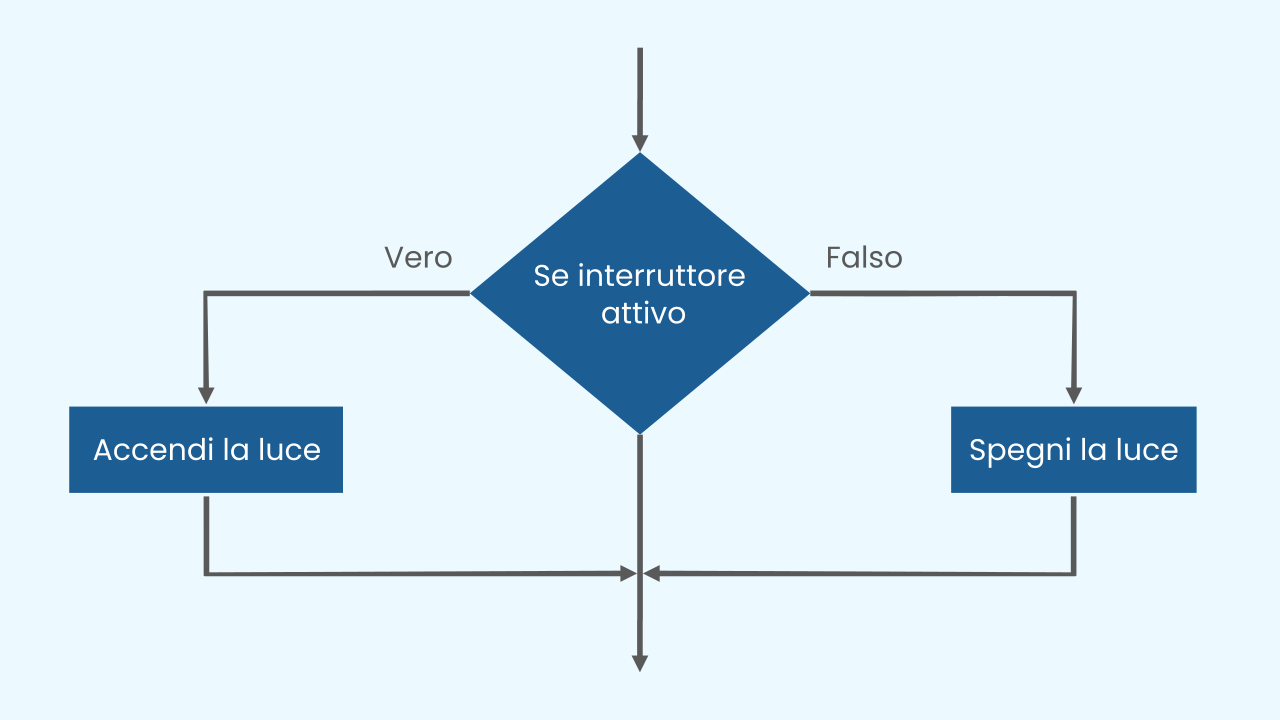 Vero
Falso
Se interruttore
attivo
Accendi la luce
Spegni la luce